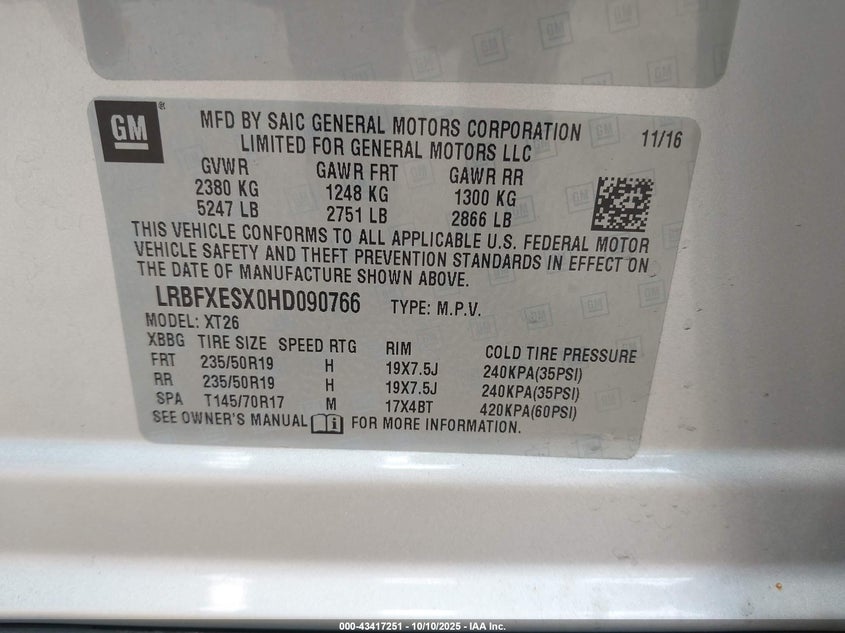 GM
MFD BY SAIC GENERAL MOTORS CORPORATION
LIMITED FOR GENERAL MOTORS LLC
11/16
GVWR GAWR FRT GAWR RR
2380 KG 1248 KG 1300 KG
5247 LB 2751 LB 2866 LB
THIS VEHICLE CONFORMS TO ALL APPLICABLE U.S. FEDERAL MOTOR
VEHICLE SAFETY AND THEFT PREVENTION STANDARDS IN EFFECT ON
THE DATE OF MANUFACTURE SHOWN ABOVE.
LRBFXESX0HD090766 TYPE: M.P.V.
MODEL: XT26
XBBG TIRE SIZE SPEED RTG RIM COLD TIRE PRESSURE
FRT 235/50R19 H 19X7.5J 240KPA(35PSI)
RR 235/50R19 H 19X7.5J 240KPA(35PSI)
SPA T145/70R17 M 17X4BT 420KPA(60PSI)
SEE OWNER'S MANUAL FOR MORE INFORMATION.
000-43417251 - 10/10/2025 - IAA Inc.